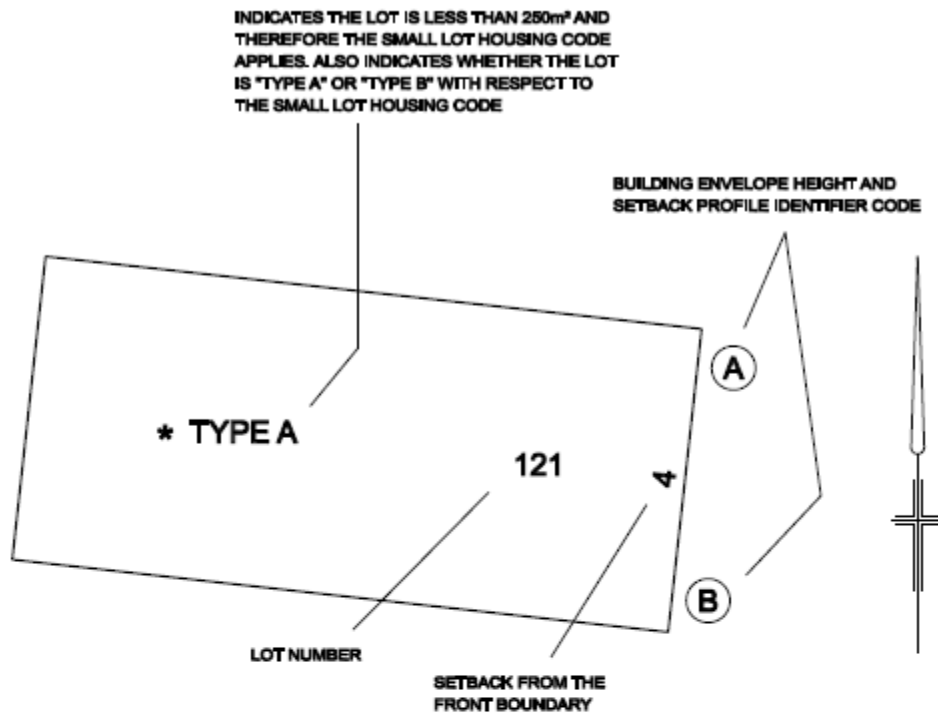 INDICATES THE LOT IS LESS THAN 250m² AND
THEREFORE THE SMALL LOT HOUSING CODE
APPLIES. ALSO INDICATES WHETHER THE LOT
IS "TYPE A" OR "TYPE B" WITH RESPECT TO
THE SMALL LOT HOUSING CODE
BUILDING ENVELOPE HEIGHT AND
SETBACK PROFILE IDENTIFIER CODE
A
* TYPE A
121
4
B
LOT NUMBER
SETBACK FROM THE
FRONT BOUNDARY